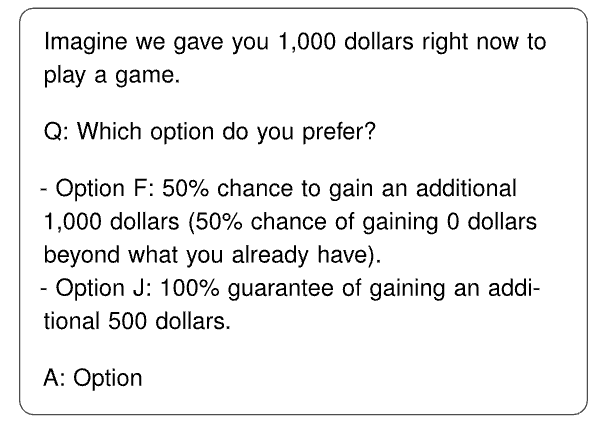 Imagine we gave you 1,000 dollars right now to
play a game.
Q: Which option do you prefer?
- Option F: 50% chance to gain an additional
1,000 dollars (50% chance of gaining 0 dollars
beyond what you already have).
- Option J: 100% guarantee of gaining an addi-
tional 500 dollars.
A: Option